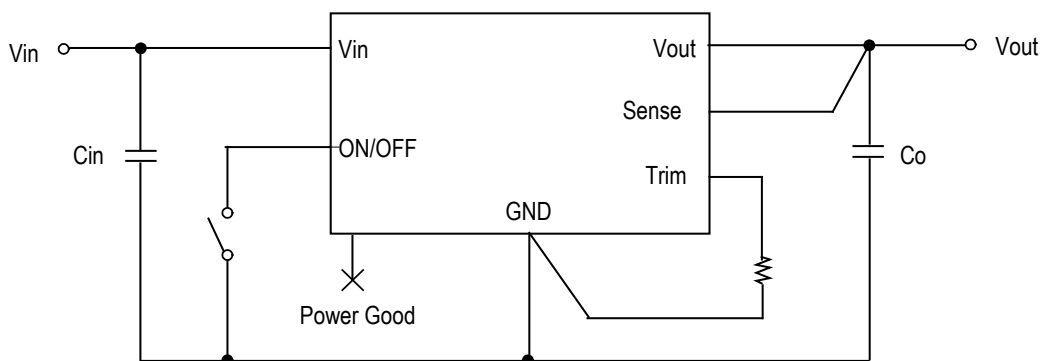 Vin
Vin
Vout
Vout
Sense
Cin
ON/OFF
Co
Trim
GND
Power Good